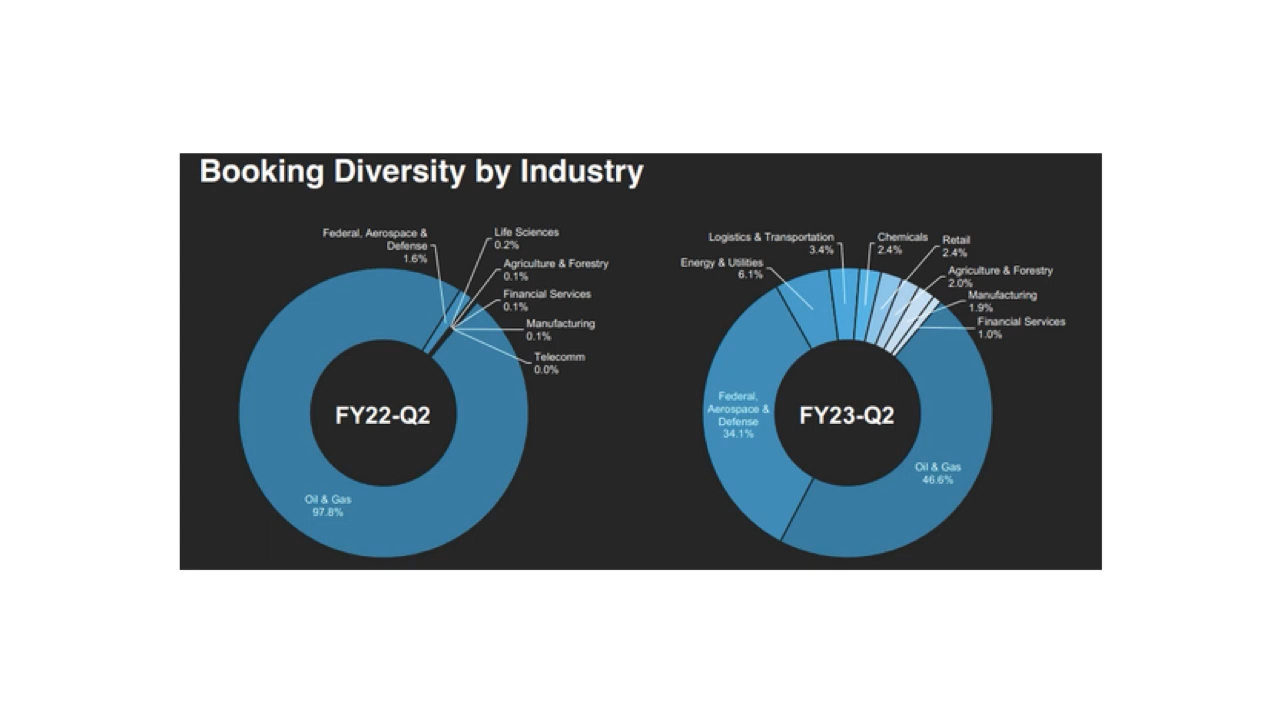 Booking Diversity by Industry
Federal, Aerospace &
Defense
1.6%
Life Sciences
0.2%
Agriculture & Forestry
0.1%
Financial Services
0.1%
Manufacturing
0.1%
Telecomm
0.0%
FY22-Q2
Oil & Gas
97.8%
Logistics & Transportation
3.4%
Energy & Utilities
6.1%
Chemicals
2.4%
Retail
2.4%
Agriculture & Forestry
2.0%
Manufacturing
1.9%
Financial Services
1.0%
Federal,
Aerospace &
Defense
34.1%
FY23-Q2
Oil & Gas
46.6%